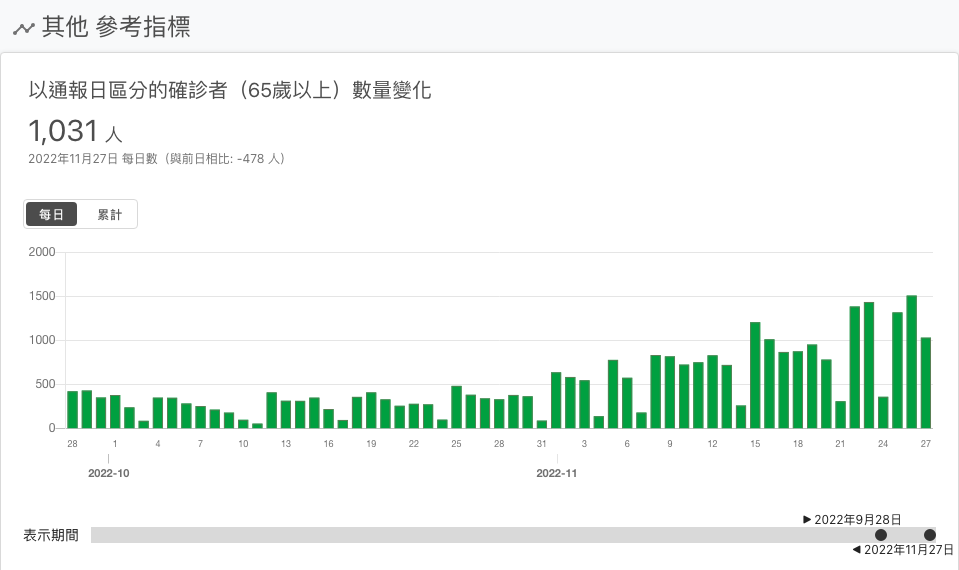 其他 參考指標
以通報日區分的確診者（65歲以上）數量變化
1,031 人
2022年11月27日 每日數（與前日相比: -478 人）
每日 累計
2000
1500
1000
500
0
28 1 4 7 10 13 16 19 22 25 28 31 3 6 9 12 15 18 21 24 27
2022-10 2022-11
▶ 2022年9月28日
表示期間
◀ 2022年11月27日